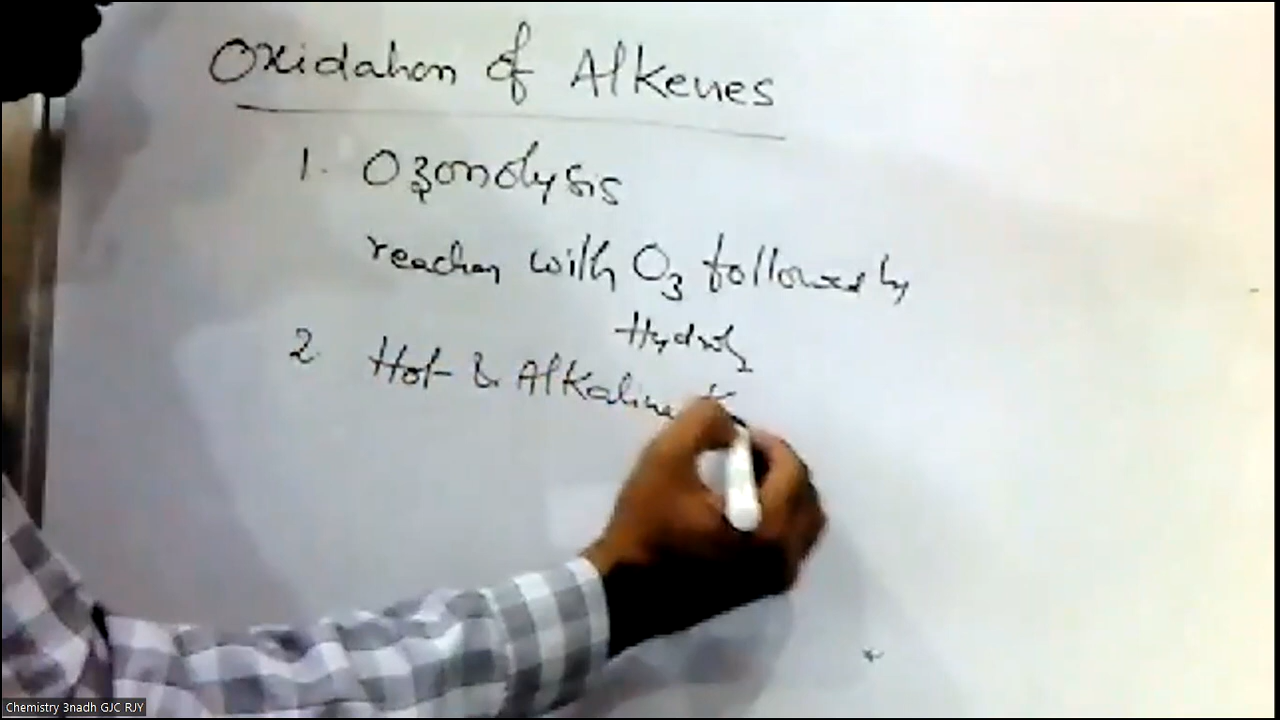 Oxidation of Alkenes
1. Ozonolysis
reaction with O3 followed by
Hydroly
2. Hot & Alkaline K
Chemistry 3nadh GJC RJY